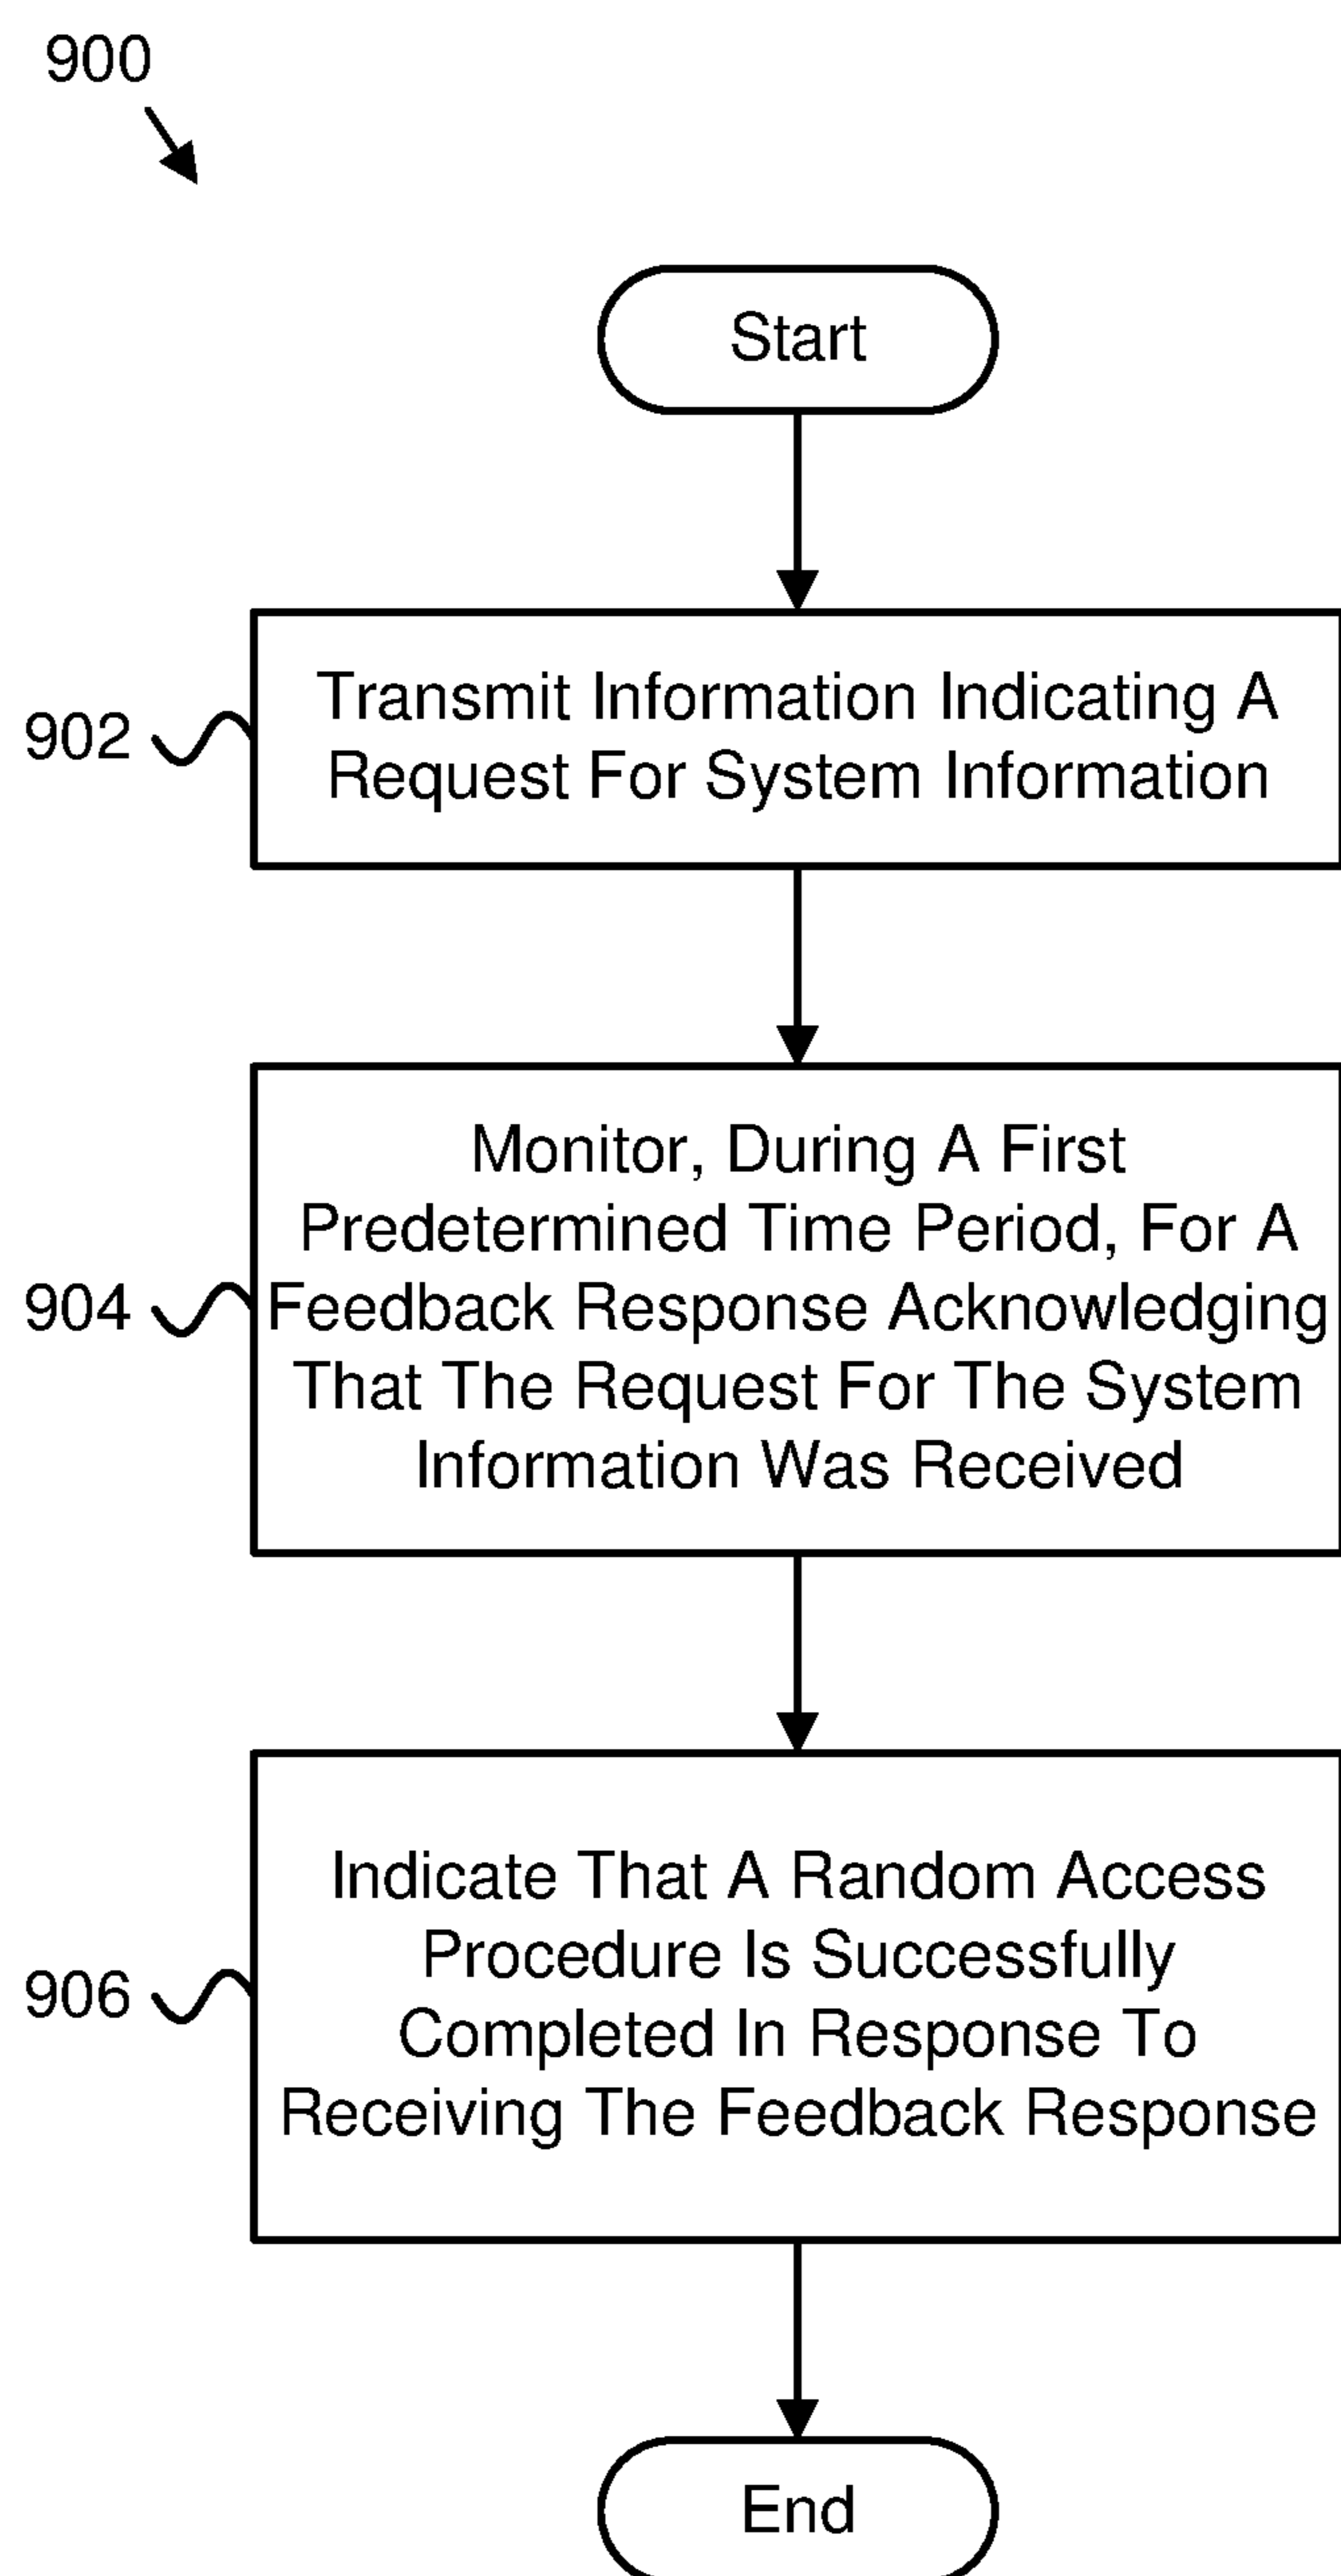 900
Start
902
Transmit Information Indicating A
Request For System Information
904
Monitor, During A First
Predetermined Time Period, For A
Feedback Response Acknowledging
That The Request For The System
Information Was Received
906
Indicate That A Random Access
Procedure Is Successfully
Completed In Response To
Receiving The Feedback Response
End